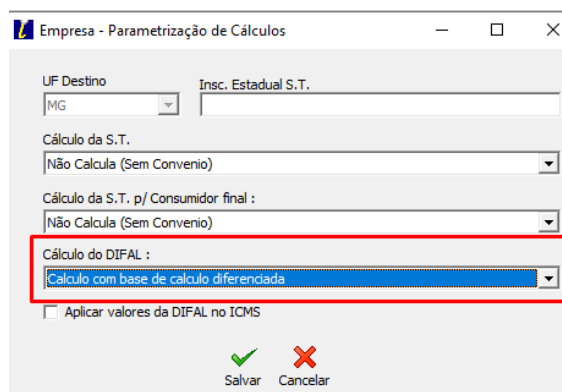 Empresa - Parametrização de Cálculos
UF Destino
Insc. Estadual S.T.
MG
Cálculo da S.T.
Não Calcula (Sem Convenio)
Cálculo da S.T. p/ Consumidor final :
Não Calcula (Sem Convenio)
Cálculo do DIFAL :
Calculo com base de calculo diferenciada
Aplicar valores da DIFAL no ICMS
Salvar Cancelar